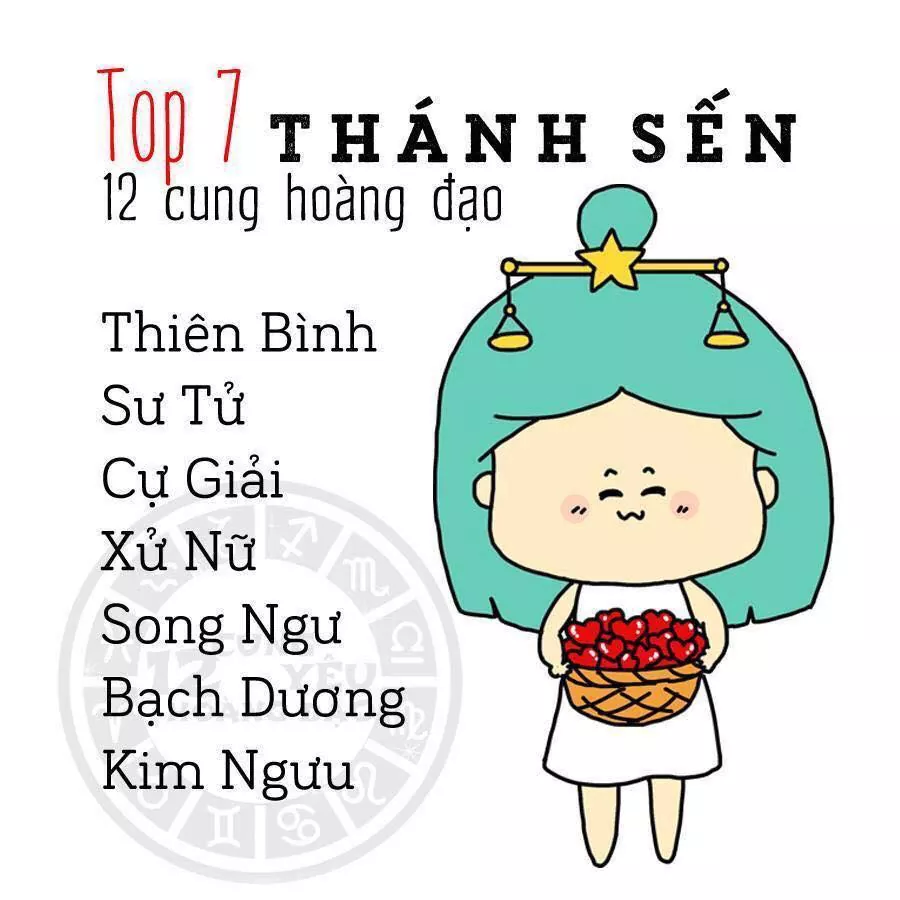 Top 7 THÁNH SẾN
12 cung hoàng đạo
Thiên Bình
Sư Tử
Cự Giải
Xử Nữ
Song Ngư
Bạch Dương
Kim Ngưu